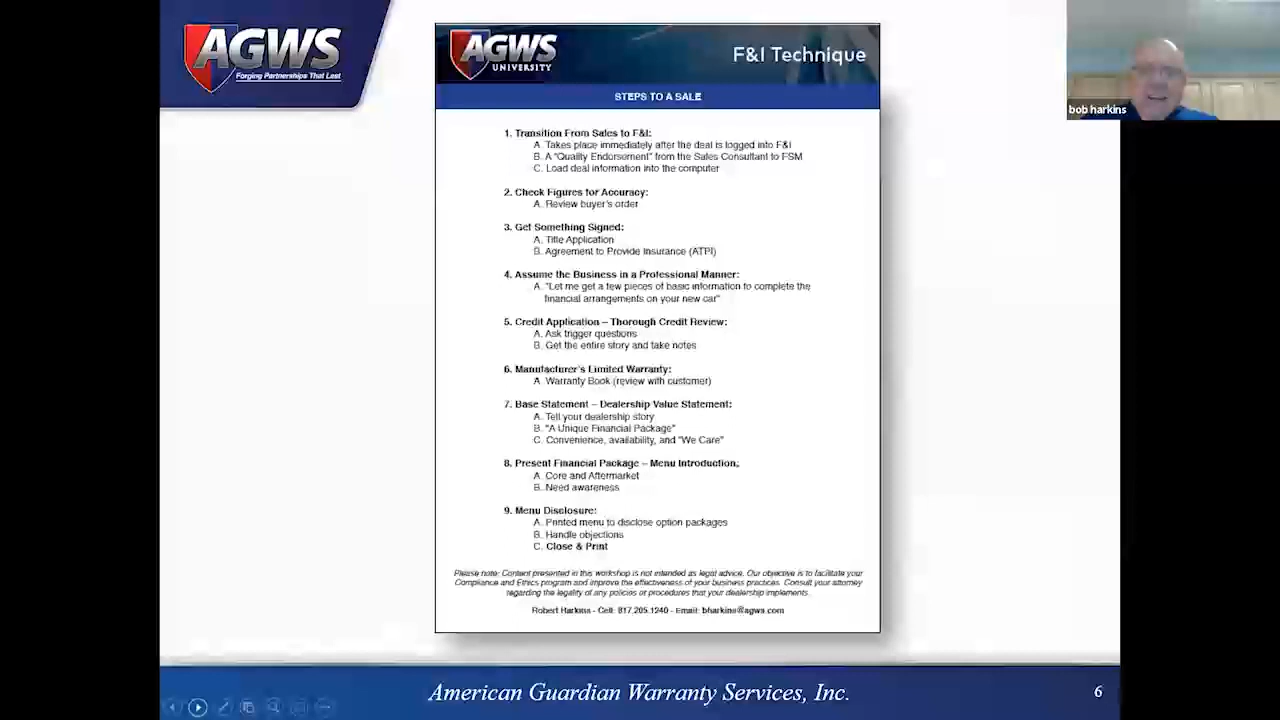 AGWS
Forging Partnerships That Last
AGWS
UNIVERSITY
F&I Technique
STEPS TO A SALE
1. Transition From Sales to F&I:
A. Takes place immediately after the deal is logged into F&I
B. A "Quality Endorsement" from the Sales Consultant to FSM
C. Load deal information into the computer
2. Check Figures for Accuracy:
A. Review buyer's order
3. Get Something Signed:
A. Title Application
B. Agreement to Provide Insurance (ATPI)
4. Assume the Business in a Professional Manner:
A. "Let me get a few pieces of basic information to complete the
financial arrangements on your new car"
5. Credit Application – Thorough Credit Review:
A. Ask trigger questions
B. Get the entire story and take notes
6. Manufacturer's Limited Warranty:
A. Warranty Book (review with customer)
7. Base Statement – Dealership Value Statement:
A. Tell your dealership story
B. "A Unique Financial Package"
C. Convenience, availability, and "We Care"
8. Present Financial Package – Menu Introduction:
A. Core and Aftermarket
B. Need awareness
9. Menu Disclosure:
A. Printed menu to disclose option packages
B. Handle objections
C. Close & Print
Please note: Content presented in this workshop is not intended as legal advice. Our objective is to facilitate your
Compliance and Ethics program and improve the effectiveness of your business practices. Consult your attorney
regarding the legality of any policies or procedures that your dealership implements.
Robert Harkins - Cell: 817.205.1240 - Email: bharkins@agws.com
bob harkins
American Guardian Warranty Services, Inc.
6